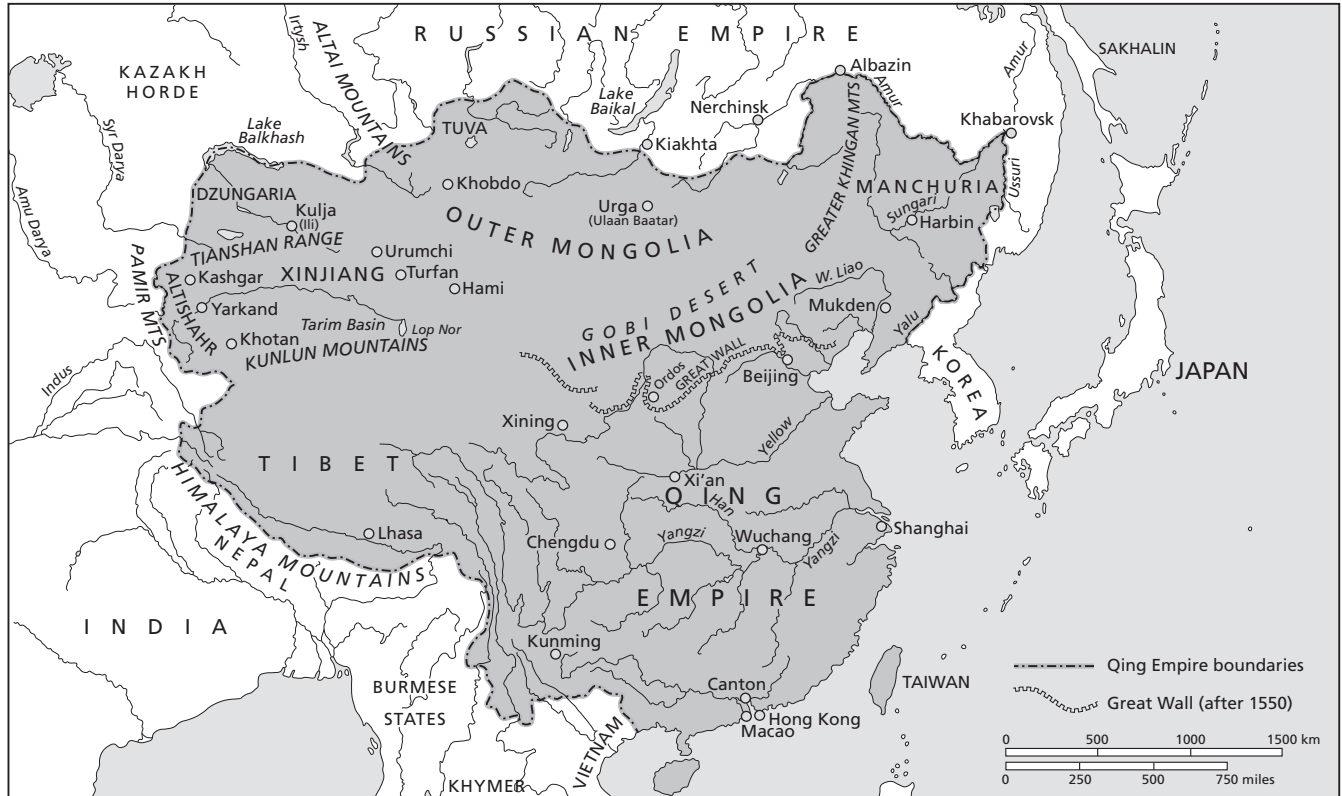 RUSSIAN EMPIRE
SAKHALIN
KAZAKH
HORDE
Irtysh
ALTAI MOUNTAINS
Lake
Baikal
Nerchinsk
Albazin
Amur
Amur
Khabarovsk
Ussuri
Syr Darya
Amu Darya
Lake
Balkhash
TUVA
Kiakhta
GREATER KHINGAN MTS
MANCHURIA
Sungari
Harbin
DZUNGARIA
Khobdo
Urga
(Ulaan Baatar)
Kulja
(Ili)
OUTER MONGOLIA
TIANSHAN RANGE
Urumchi
PAMIR MTS
Kashgar
XINJIANG
Turfan
Hami
ALTISHAHR
Yarkand
Tarim Basin
Lop Nor
Khotan
KUNLUN MOUNTAINS
GOBI DESERT
INNER MONGOLIA
W. Liao
Mukden
Yalu
Ordos
GREAT WALL
Beijing
KOREA
JAPAN
Indus
Xining
Yellow
TIBET
Xi'an
QING
Han
HIMALAYA MOUNTAINS
NEPAL
Lhasa
Chengdu
Yangzi
Wuchang
Yangzi
Shanghai
EMPIRE
INDIA
Kunming
BURMESE
STATES
Canton
Hong Kong
Macao
TAIWAN
VIETNAM
KHYMER
Qing Empire boundaries
Great Wall (after 1550)
0 500 1000 1500 km
0 250 500 750 miles